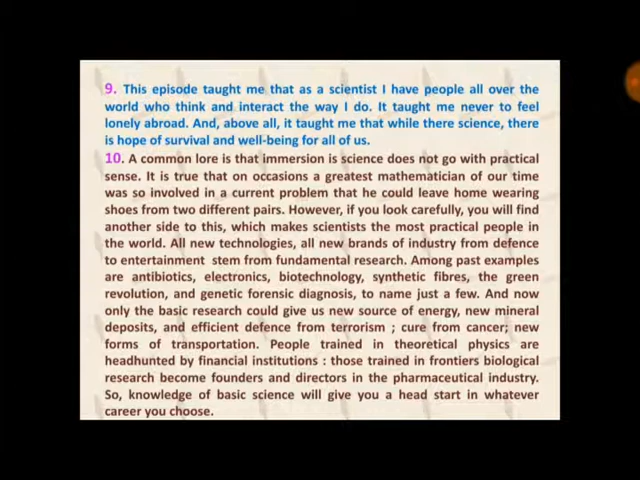 9. This episode taught me that as a scientist I have people all over the
world who think and interact the way I do. It taught me never to feel
lonely abroad. And, above all, it taught me that while there science, there
is hope of survival and well-being for all of us.
10. A common lore is that immersion is science does not go with practical
sense. It is true that on occasions a greatest mathematician of our time
was so involved in a current problem that he could leave home wearing
shoes from two different pairs. However, if you look carefully, you will find
another side to this, which makes scientists the most practical people in
the world. All new technologies, all new brands of industry from defence
to entertainment stem from fundamental research. Among past examples
are antibiotics, electronics, biotechnology, synthetic fibres, the green
revolution, and genetic forensic diagnosis, to name just a few. And now
only the basic research could give us new source of energy, new mineral
deposits, and efficient defence from terrorism ; cure from cancer; new
forms of transportation. People trained in theoretical physics are
headhunted by financial institutions : those trained in frontiers biological
research become founders and directors in the pharmaceutical industry.
So, knowledge of basic science will give you a head start in whatever
career you choose.